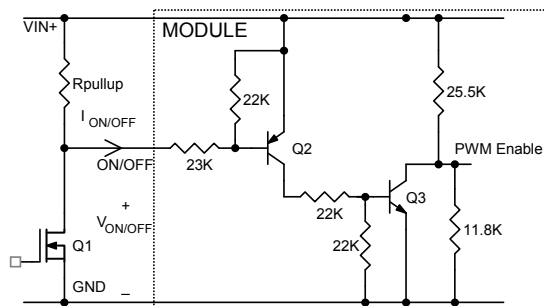 VIN+
MODULE
Rpullup
22K
25.5K
I ON/OFF
ON/OFF
23K
Q2
PWM Enable
+
V ON/OFF
22K
Q3
22K
11.8K
Q1
GND
_